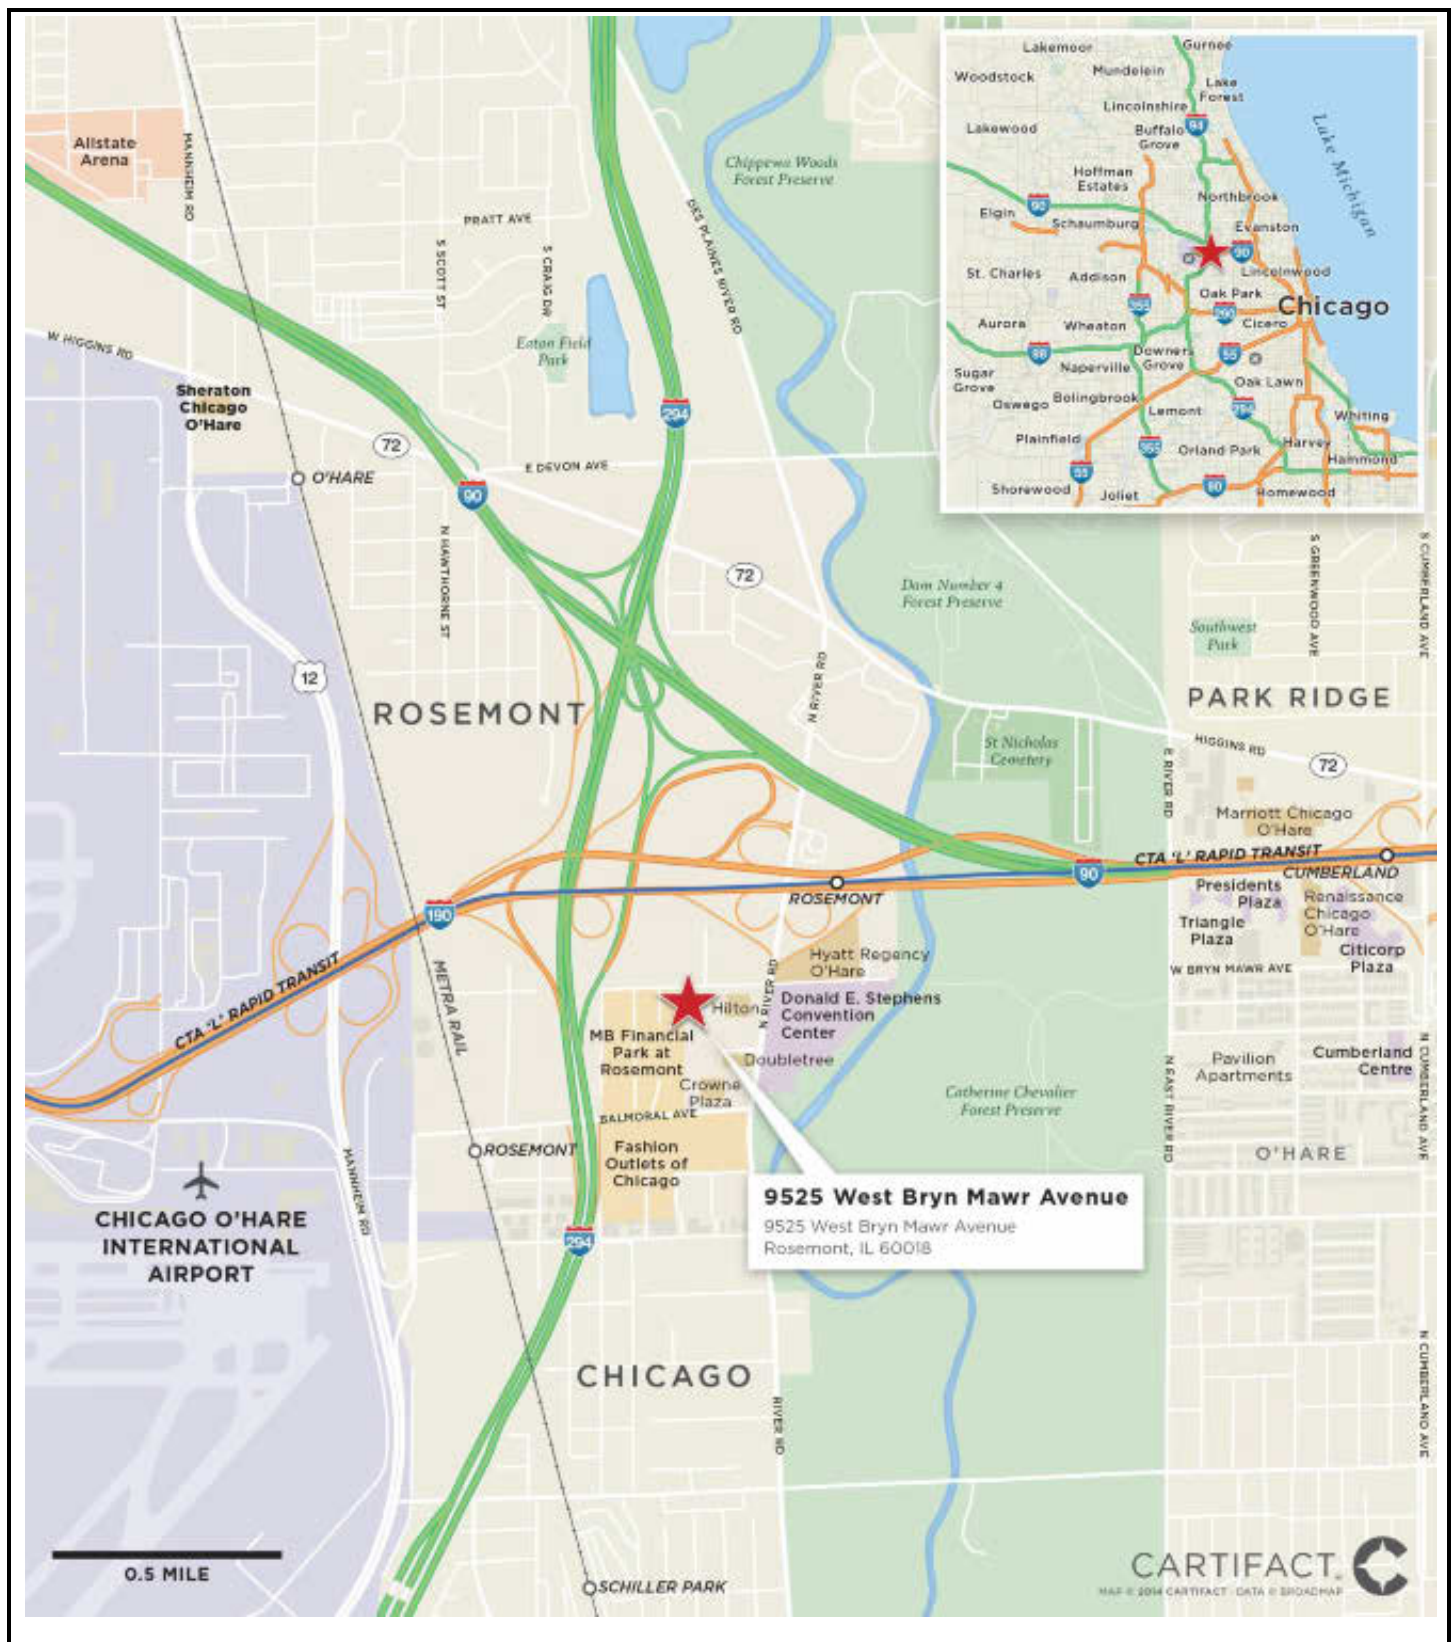 Allstate
Arena
MANNHEIM RD
PRATT AVE
S SCOTT ST
S CRAIG DR
DES PLAINES RIVER RD
Chippewa Woods
Forest Preserve
Eaton Field
Park
W HIGGINS RD
Sheraton
Chicago
O'Hare
72
294
E DEVON AVE
O'HARE
90
N HAWTHORNE ST
72
Dam Number 4
Forest Preserve
12
ROSEMONT
N RIVER RD
St Nicholas
Cemetery
Lakemoor
Gurnee
Woodstock
Mundelein
Lake
Forest
Lincolnshire
94
Lakewood
Buffalo
Grove
Lake Michigan
Hoffman
Estates
Northbrook
90
Elgin
Schaumburg
Evanston
90
St. Charles
Addison
Lincolnwood
Oak Park
Chicago
355
290
Aurora
Wheaton
Cicero
88
Downers
Grove
55
Naperville
Sugar
Grove
Oak Lawn
Oswego
Bolingbrook
Lemont
294
Whiting
Plainfield
355
Orland Park
Harvey
Hammond
55
Shorewood
Joliet
80
Homewood
S GREENWOOD AVE
S CUMBERLAND AVE
Southwest
Park
PARK RIDGE
HIGGINS RD
72
E RIVER RD
Marriott Chicago
O'Hare
CTA 'L' RAPID TRANSIT
90
CUMBERLAND
Presidents
Plaza
Renaissance
Chicago
O'Hare
Triangle
Plaza
Citicorp
Plaza
W BRYN MAWR AVE
190
ROSEMONT
CTA 'L' RAPID TRANSIT
METRA RAIL
Hyatt Regency
O'Hare
N RIVER RD
Hilton
Donald E. Stephens
Convention
Center
MB Financial
Park at
Rosemont
Doubletree
Crowne
Plaza
BALMORAL AVE
Catherine Chevalier
Forest Preserve
N EAST RIVER RD
Pavilion
Apartments
Cumberland
Centre
N CUMBERLAND AVE
O'HARE
ROSEMONT
Fashion
Outlets of
Chicago
MANNHEIM RD
CHICAGO O'HARE
INTERNATIONAL
AIRPORT
294
9525 West Bryn Mawr Avenue
9525 West Bryn Mawr Avenue
Rosemont, IL 60018
CHICAGO
RIVER RD
N CUMBERLAND AVE
0.5 MILE
SCHILLER PARK
CARTIFACT
MAP © 2014 CARTIFACT · DATA © BROADMAP